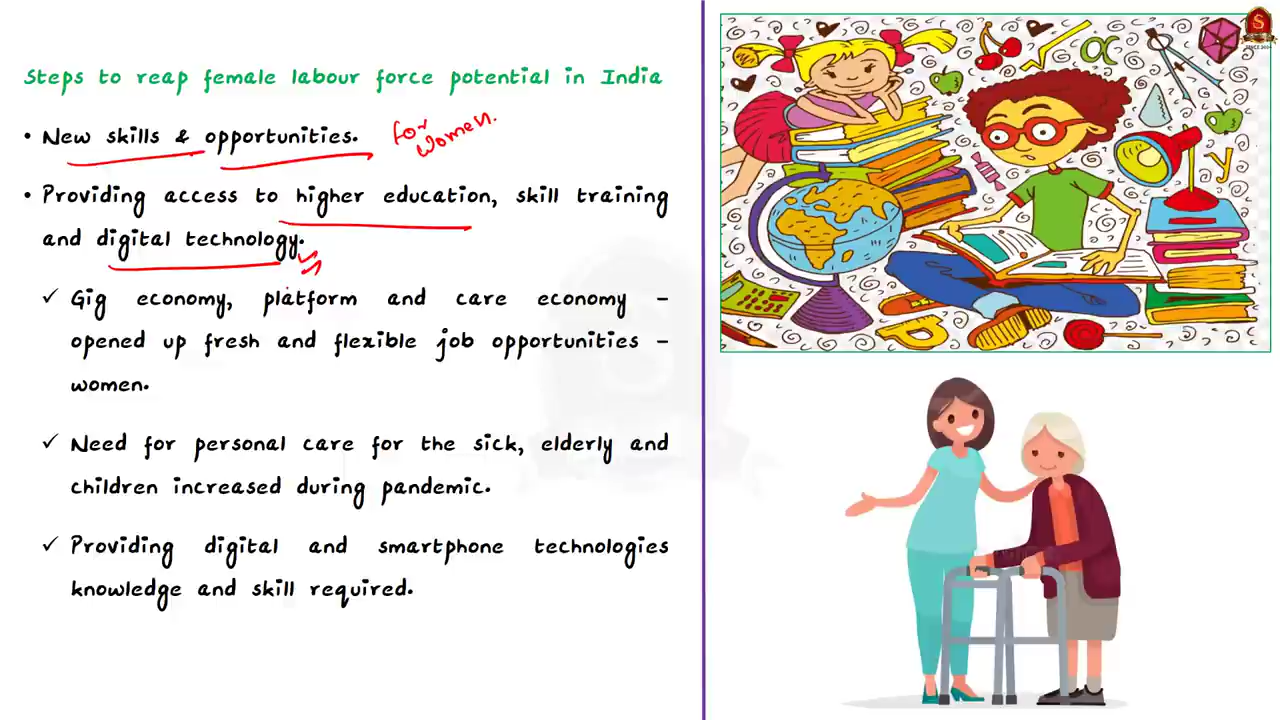 Steps to reap female labour force potential in India
• New skills & opportunities. for women.
• Providing access to higher education, skill training
and digital technology.
✓ Gig economy, platform and care economy –
opened up fresh and flexible job opportunities –
women.
✓ Need for personal care for the sick, elderly and
children increased during pandemic.
✓ Providing digital and smartphone technologies
knowledge and skill required.
α
y
S
SINCE 2004